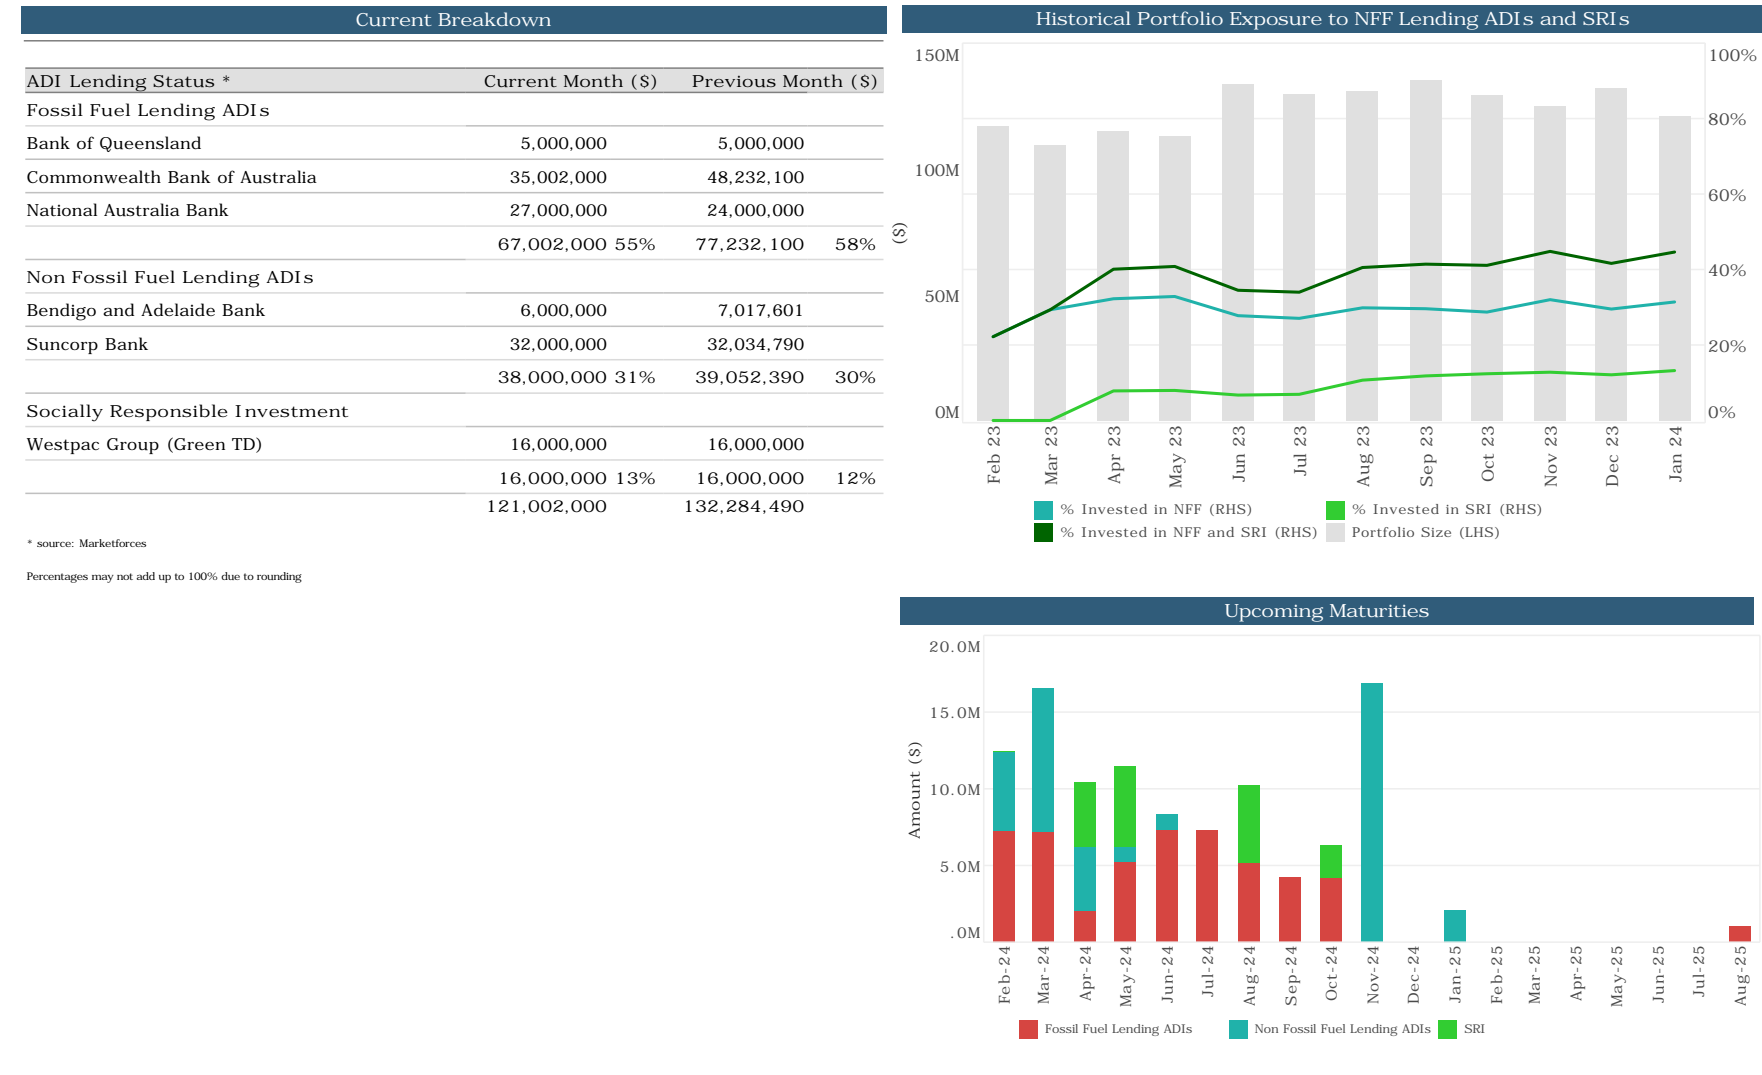 Current Breakdown
ADI Lending Status * Current Month ($) Previous Month ($)
Fossil Fuel Lending ADIs
Bank of Queensland 5,000,000 5,000,000
Commonwealth Bank of Australia 35,002,000 48,232,100
National Australia Bank 27,000,000 24,000,000
67,002,000 55% 77,232,100 58%
Non Fossil Fuel Lending ADIs
Bendigo and Adelaide Bank 6,000,000 7,017,601
Suncorp Bank 32,000,000 32,034,790
38,000,000 31% 39,052,390 30%
Socially Responsible Investment
Westpac Group (Green TD) 16,000,000 16,000,000
16,000,000 13% 16,000,000 12%
121,002,000 132,284,490
* source: Marketforces
Percentages may not add up to 100% due to rounding
Historical Portfolio Exposure to NFF Lending ADIs and SRIs
150M
100M
50M
0M
($)
100%
80%
60%
40%
20%
0%
Feb 23
Mar 23
Apr 23
May 23
Jun 23
Jul 23
Aug 23
Sep 23
Oct 23
Nov 23
Dec 23
Jan 24
% Invested in NFF (RHS) % Invested in SRI (RHS)
% Invested in NFF and SRI (RHS) Portfolio Size (LHS)
Upcoming Maturities
20.0M
15.0M
10.0M
5.0M
.0M
Amount ($)
Feb-24
Mar-24
Apr-24
May-24
Jun-24
Jul-24
Aug-24
Sep-24
Oct-24
Nov-24
Dec-24
Jan-25
Feb-25
Mar-25
Apr-25
May-25
Jun-25
Jul-25
Aug-25
Fossil Fuel Lending ADIs Non Fossil Fuel Lending ADIs SRI